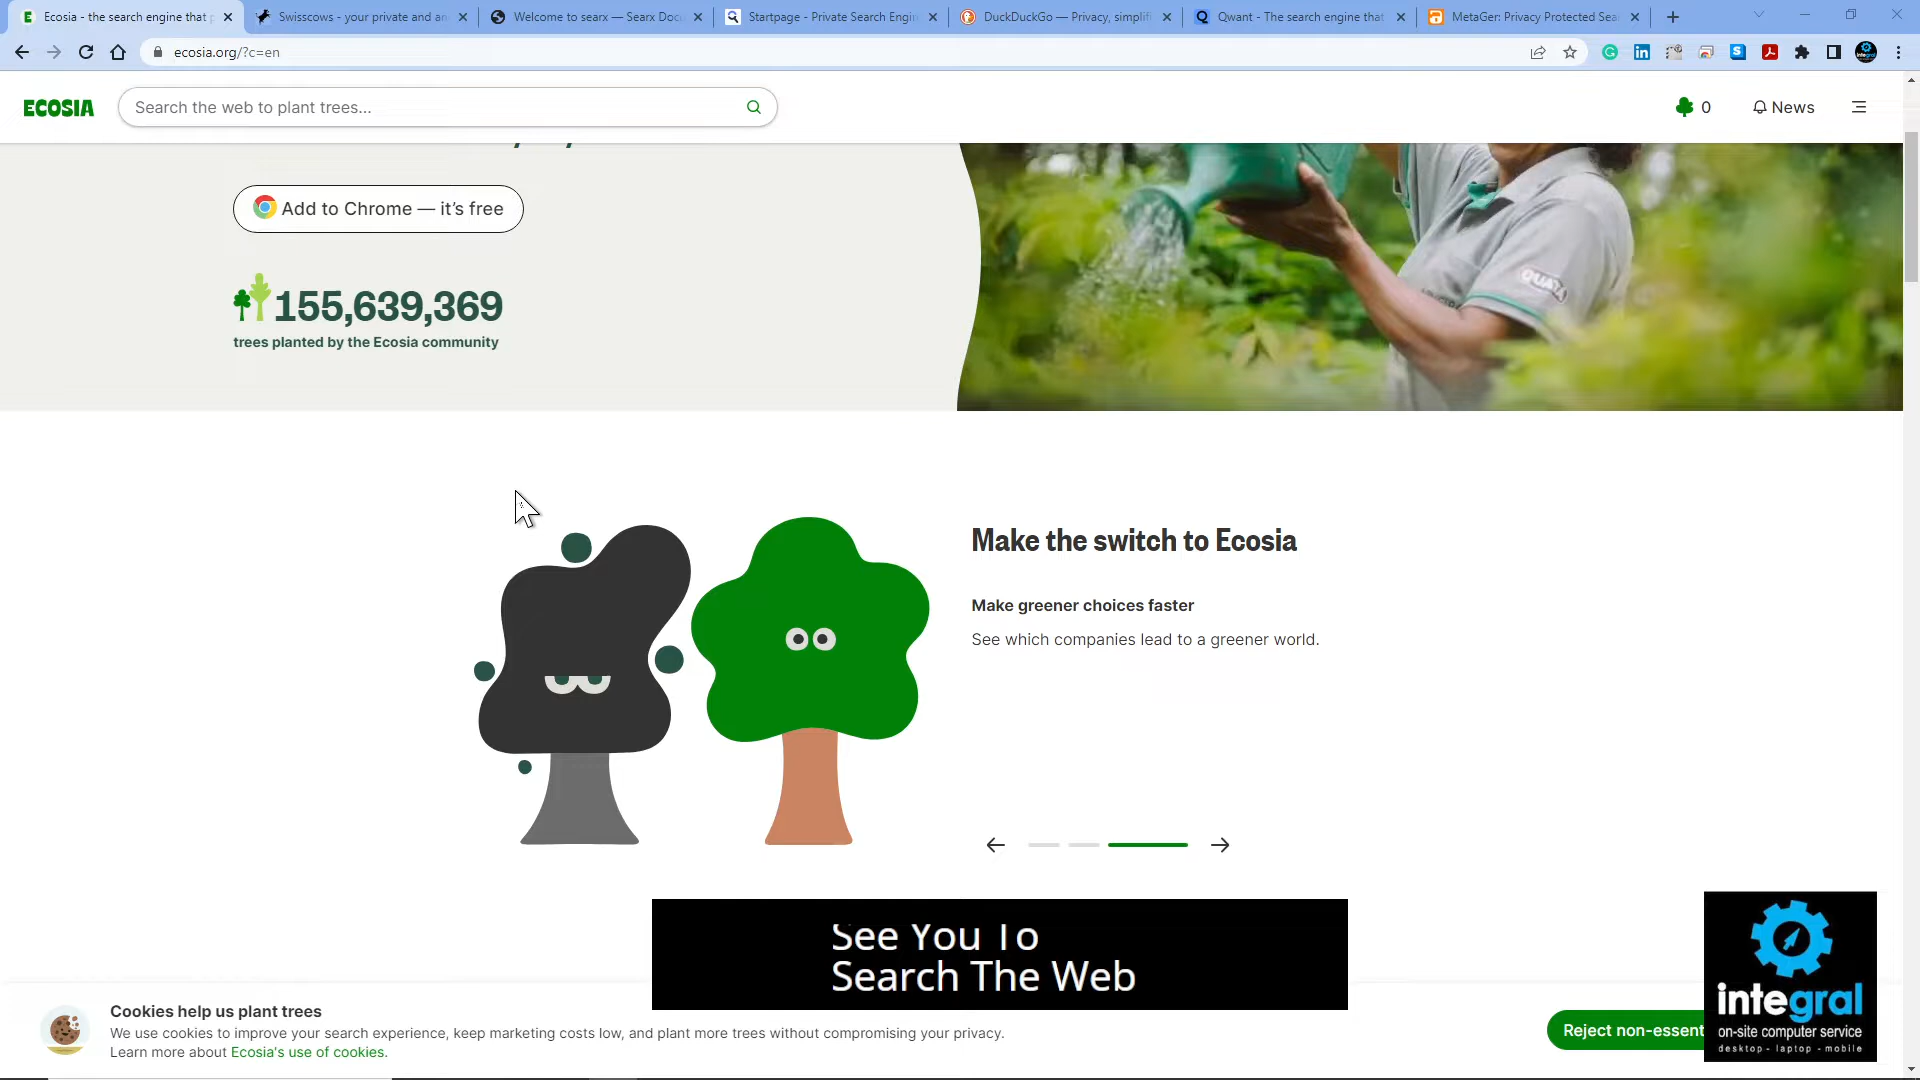 Ecosia - the search engine that p
Swisscows - your private and an
Welcome to searx — Searx Docu
Startpage - Private Search Engin
DuckDuckGo — Privacy, simplifi
Qwant - The search engine that
MetaGer: Privacy Protected Sea
ecosia.org/?c=en
ECOSIA
Search the web to plant trees...
0
News
Add to Chrome — it's free
155,639,369
trees planted by the Ecosia community
Make the switch to Ecosia
Make greener choices faster
See which companies lead to a greener world.
See You To
Search The Web
Cookies help us plant trees
We use cookies to improve your search experience, keep marketing costs low, and plant more trees without compromising your privacy.
Learn more about Ecosia's use of cookies.
Reject non-essent
integral
on-site computer service
desktop - laptop - mobile